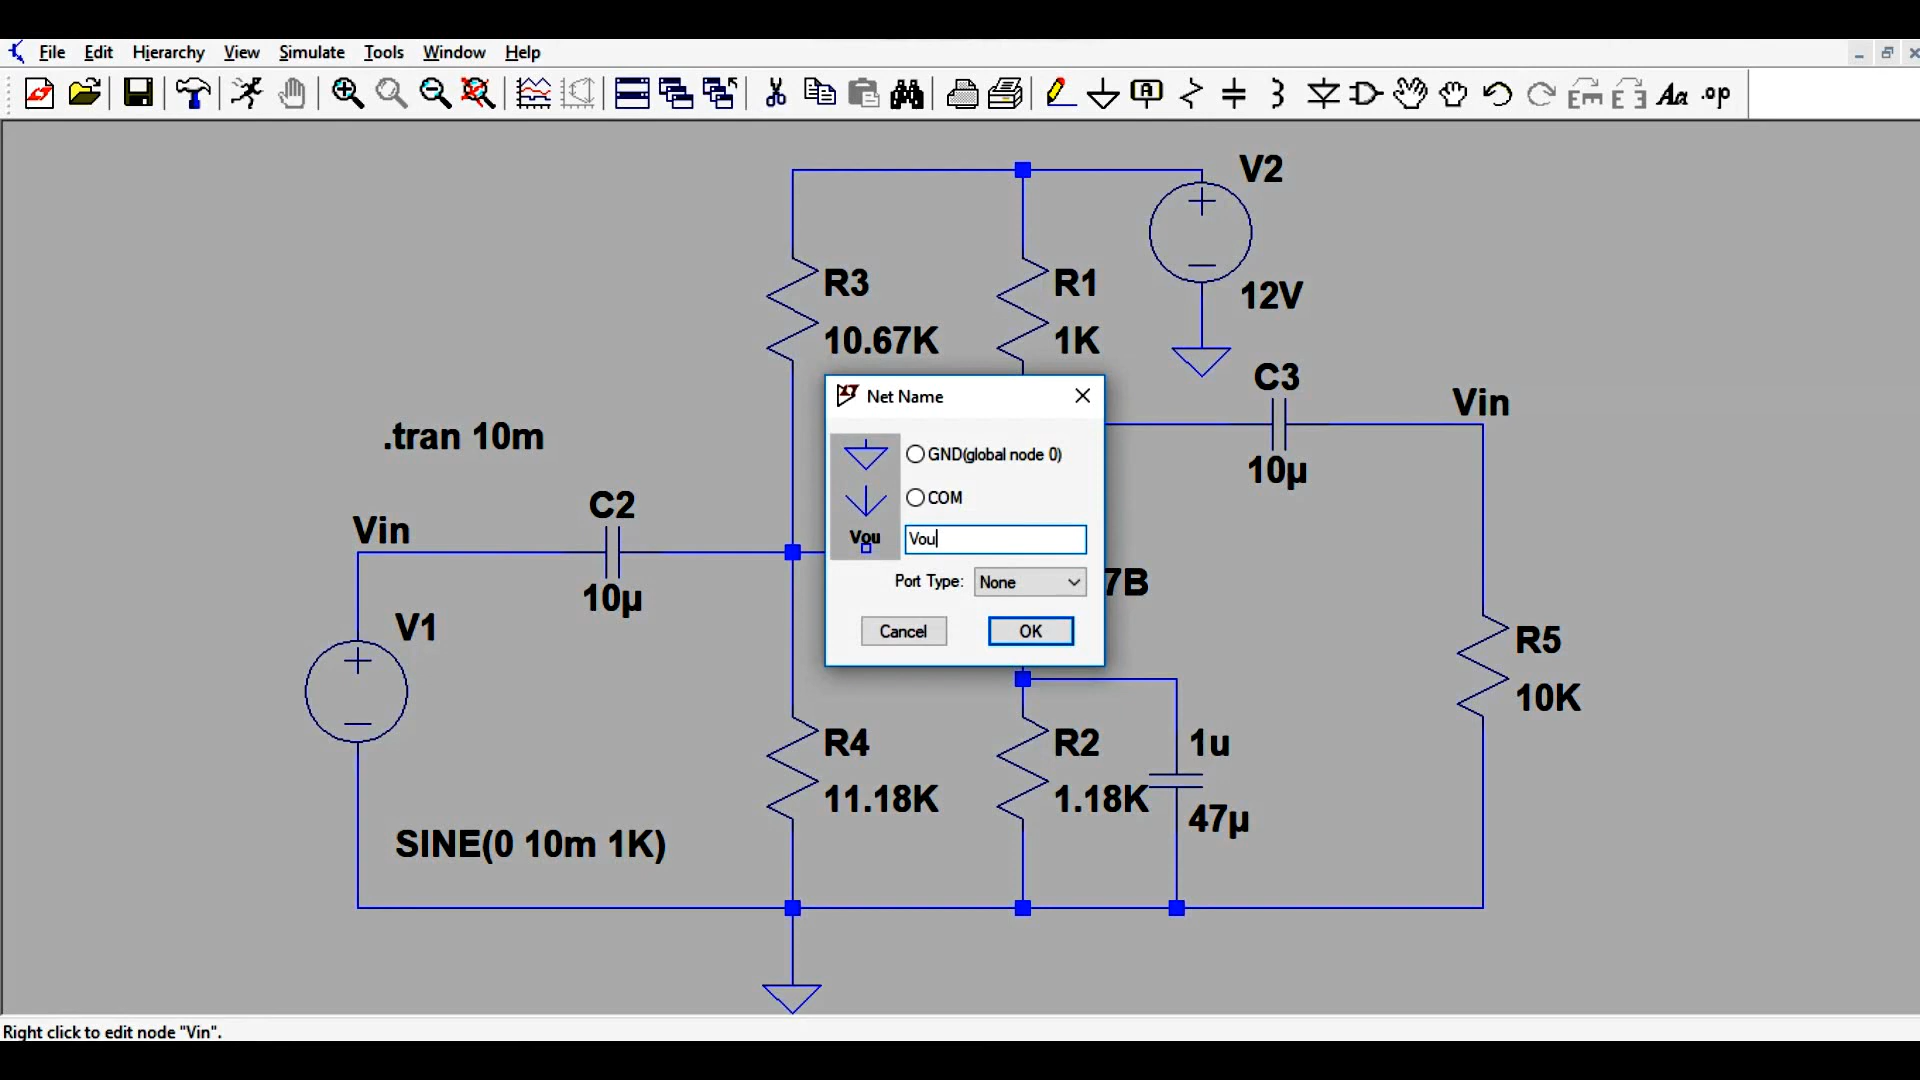 File Edit Hierarchy View Simulate Tools Window Help
A Aa .op
V2
R3
R1
12V
10.67K
1K
C3
Vin
.tran 10m
10µ
C2
Vin
10µ
V1
Net Name
GND(global node 0)
COM
Vou
Vou
Port Type: None
Cancel OK
7B
R5
10K
R4
11.18K
R2
1.18K
1u
47µ
SINE(0 10m 1K)
Right click to edit node "Vin".